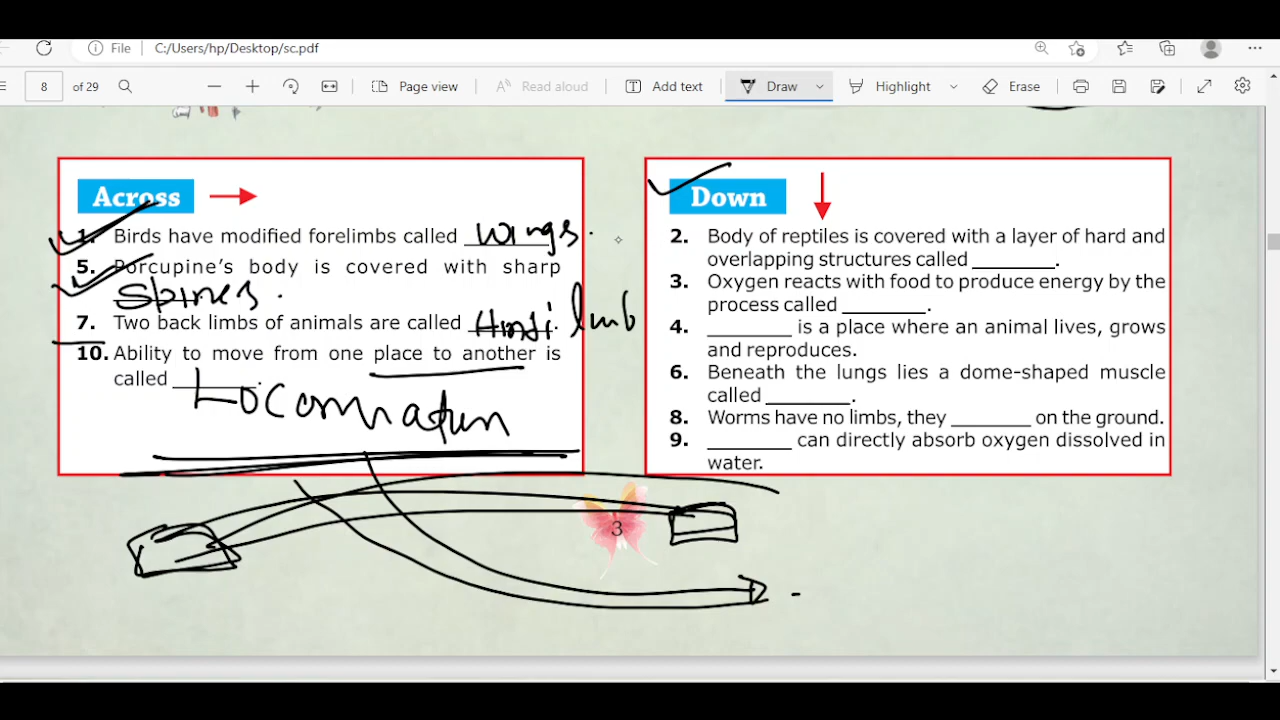 File C:/Users/hp/Desktop/sc.pdf
8 of 29 Page view Read aloud Add text Draw Highlight Erase
Across
1. Birds have modified forelimbs called ________ wings.
5. Porcupine's body is covered with sharp
spines.
7. Two back limbs of animals are called ________. Hind limb
10. Ability to move from one place to another is
called ________.
Down
2. Body of reptiles is covered with a layer of hard and
overlapping structures called ________.
3. Oxygen reacts with food to produce energy by the
process called ________.
4. ________ is a place where an animal lives, grows
and reproduces.
6. Beneath the lungs lies a dome-shaped muscle
called ________.
8. Worms have no limbs, they ________ on the ground.
9. ________ can directly absorb oxygen dissolved in
water.
3